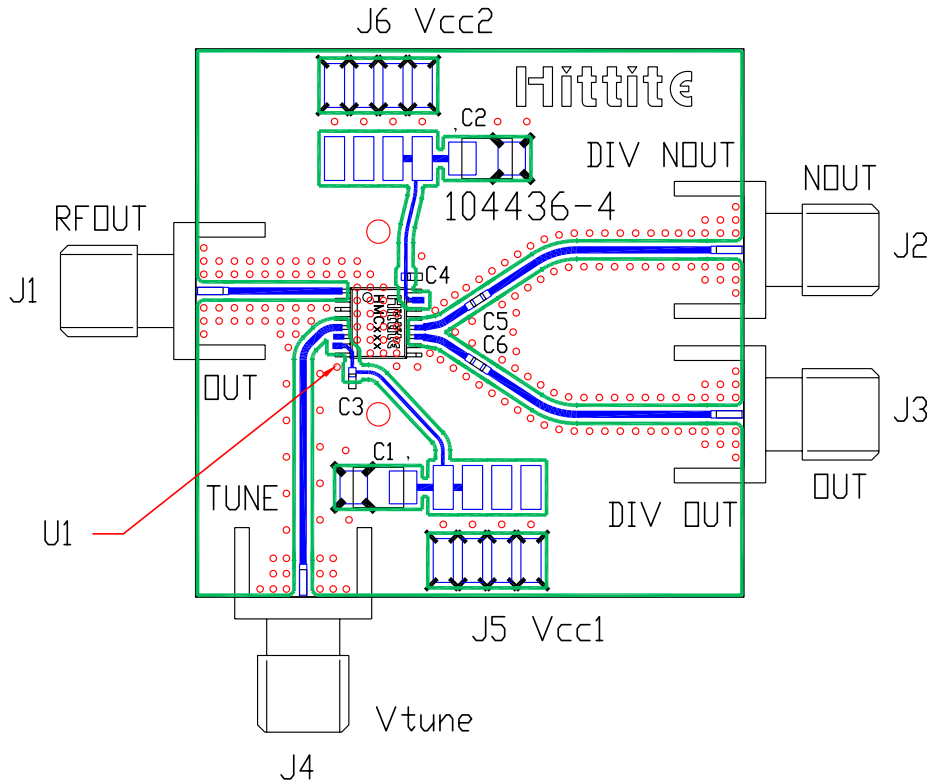 J6 Vcc2
Hittite
C2
DIV NOUT
NOUT
104436-4
RFOUT
J2
J1
C4
HMCxxx
C5
C6
OUT
C3
J3
C1
TUNE
OUT
DIV OUT
U1
J5 Vcc1
Vtune
J4